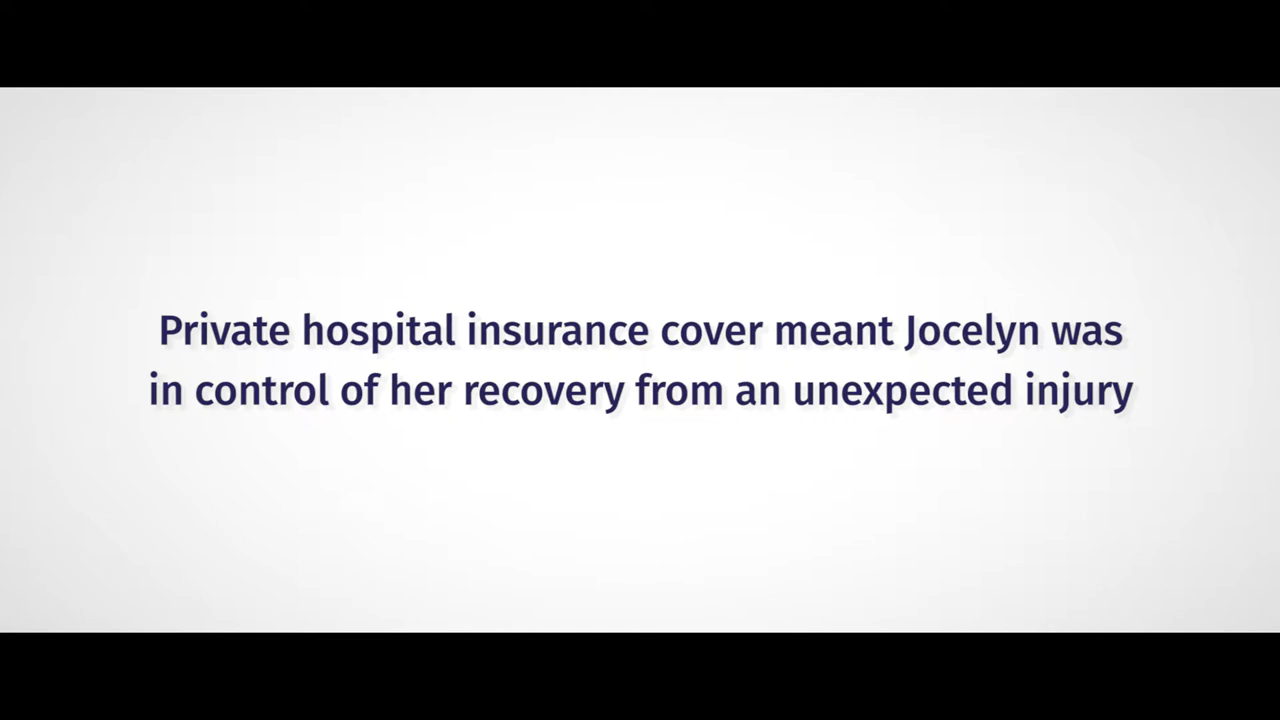 Private hospital insurance cover meant Jocelyn was
in control of her recovery from an unexpected injury